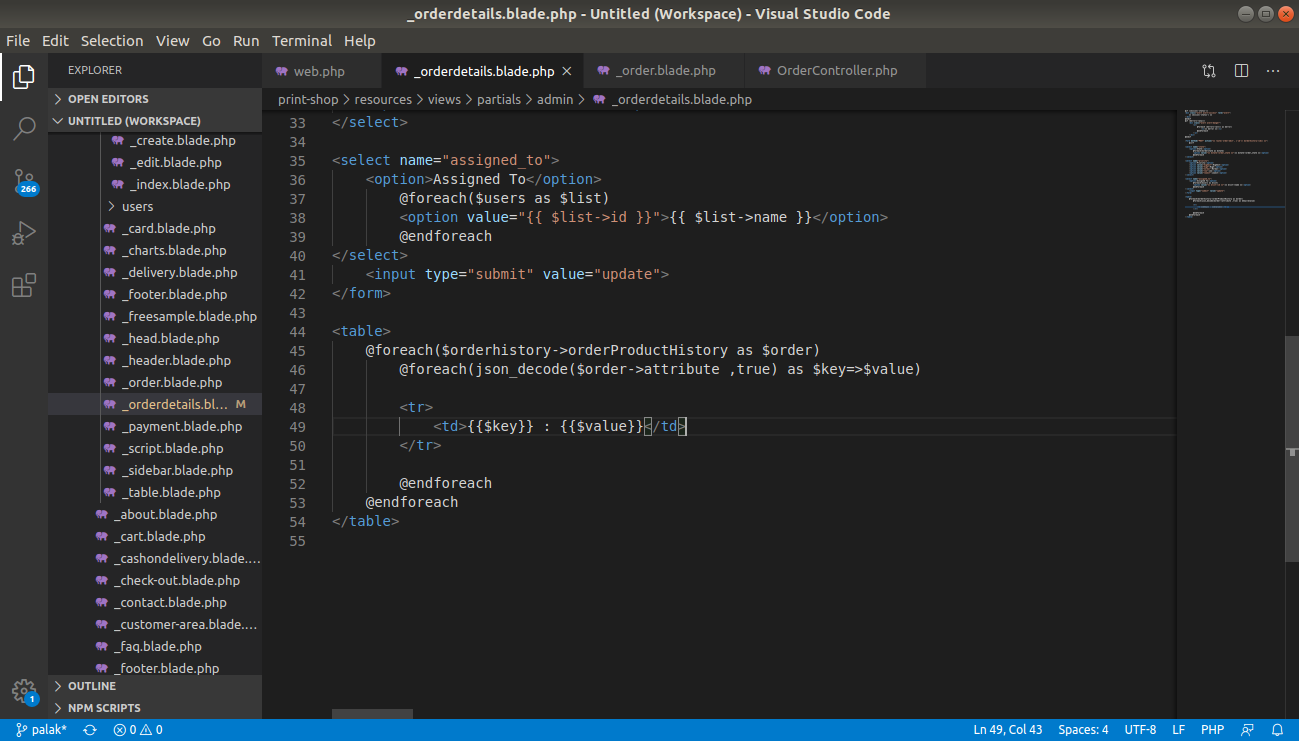 _orderdetails.blade.php - Untitled (Workspace) - Visual Studio Code
File Edit Selection View Go Run Terminal Help
EXPLORER
OPEN EDITORS
UNTITLED (WORKSPACE)
_create.blade.php
_edit.blade.php
_index.blade.php
users
_card.blade.php
_charts.blade.php
_delivery.blade.php
_footer.blade.php
_freesample.blade.php
_head.blade.php
_header.blade.php
_order.blade.php
_orderdetails.bl... M
_payment.blade.php
_script.blade.php
_sidebar.blade.php
_table.blade.php
_about.blade.php
_cart.blade.php
_cashondelivery.blade....
_check-out.blade.php
_contact.blade.php
_customer-area.blade....
_faq.blade.php
_footer.blade.php
OUTLINE
NPM SCRIPTS
266
1
web.php _orderdetails.blade.php _order.blade.php OrderController.php
print-shop > resources > views > partials > admin > _orderdetails.blade.php
33 </select>
34
35 <select name="assigned_to">
36 <option>Assigned To</option>
37 @foreach($users as $list)
38 <option value="{{ $list->id }}">{{ $list->name }}</option>
39 @endforeach
40 </select>
41 <input type="submit" value="update">
42 </form>
43
44 <table>
45 @foreach($orderhistory->orderProductHistory as $order)
46 @foreach(json_decode($order->attribute ,true) as $key=>$value)
47
48 <tr>
49 <td>{{$key}} : {{$value}}</td>
50 </tr>
51
52 @endforeach
53 @endforeach
54 </table>
55
palak* 0 0 Ln 49, Col 43 Spaces: 4 UTF-8 LF PHP